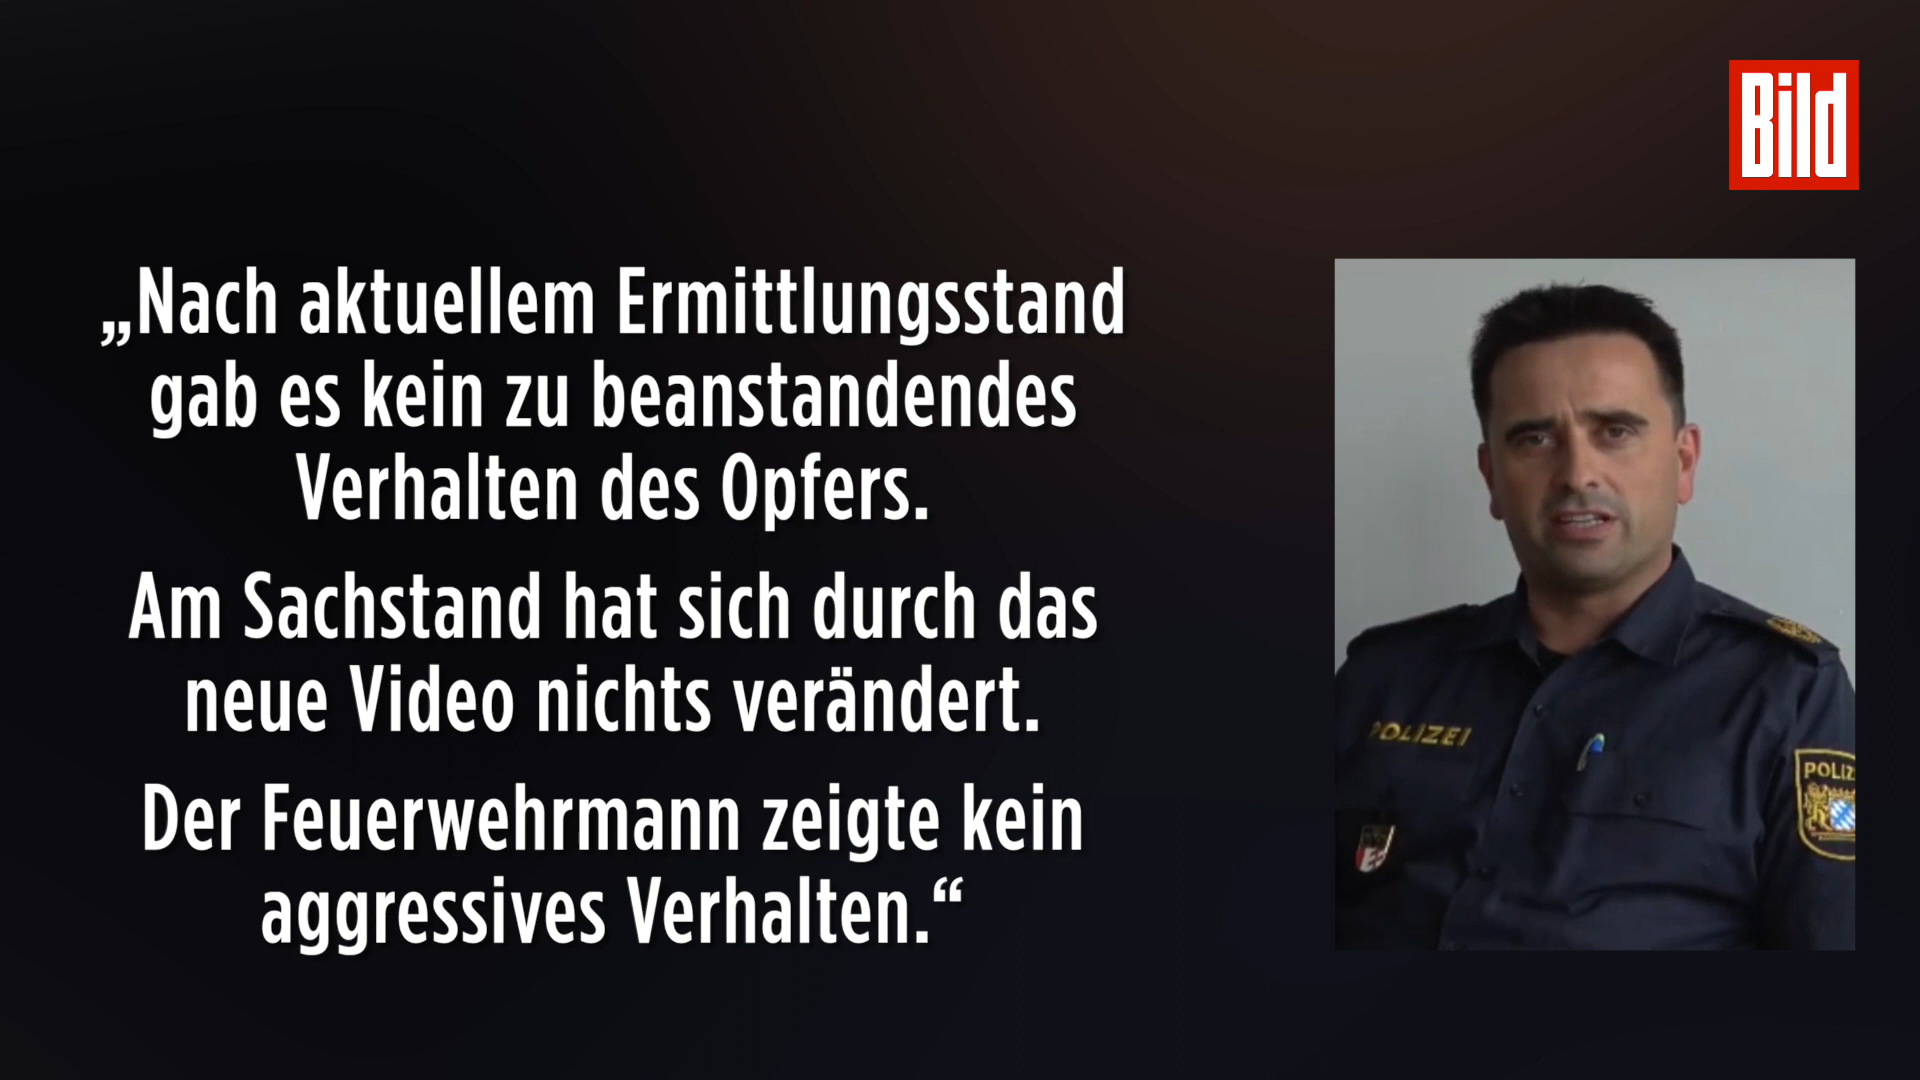 Bild
„Nach aktuellem Ermittlungsstand
gab es kein zu beanstandendes
Verhalten des Opfers.
Am Sachstand hat sich durch das
neue Video nichts verändert.
Der Feuerwehrmann zeigte kein
aggressives Verhalten.“
POLIZEI
POLIZ